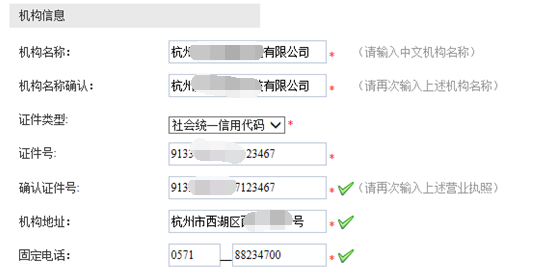 机构信息
机构名称： 杭州 有限公司 * （请输入中文机构名称）
机构名称确认： 杭州 有限公司 * （请再次输入上述机构名称）
证件类型: 社会统一信用代码 *
证件号: 913 23467 *
确认证件号: 913 7123467 * （请再次输入上述营业执照）
机构地址： 杭州市西湖区 号 *
固定电话： 0571 — 88234700 *